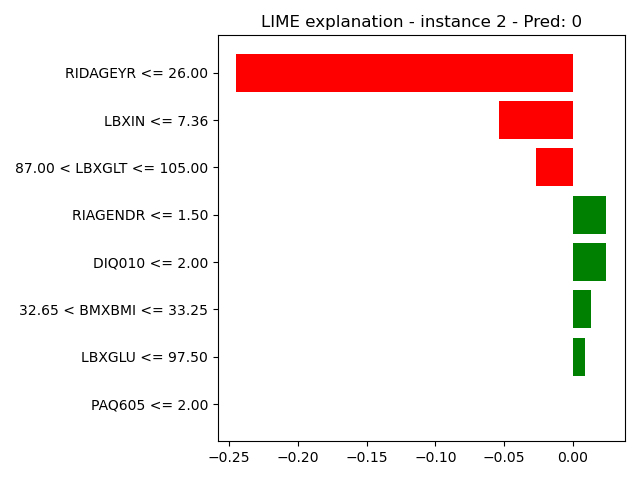 LIME explanation - instance 2 - Pred: 0
RIDAGEYR <= 26.00
LBXIN <= 7.36
87.00 < LBXGLT <= 105.00
RIAGENDR <= 1.50
DIQ010 <= 2.00
32.65 < BMXBMI <= 33.25
LBXGLU <= 97.50
PAQ605 <= 2.00
−0.25 −0.20 −0.15 −0.10 −0.05 0.00